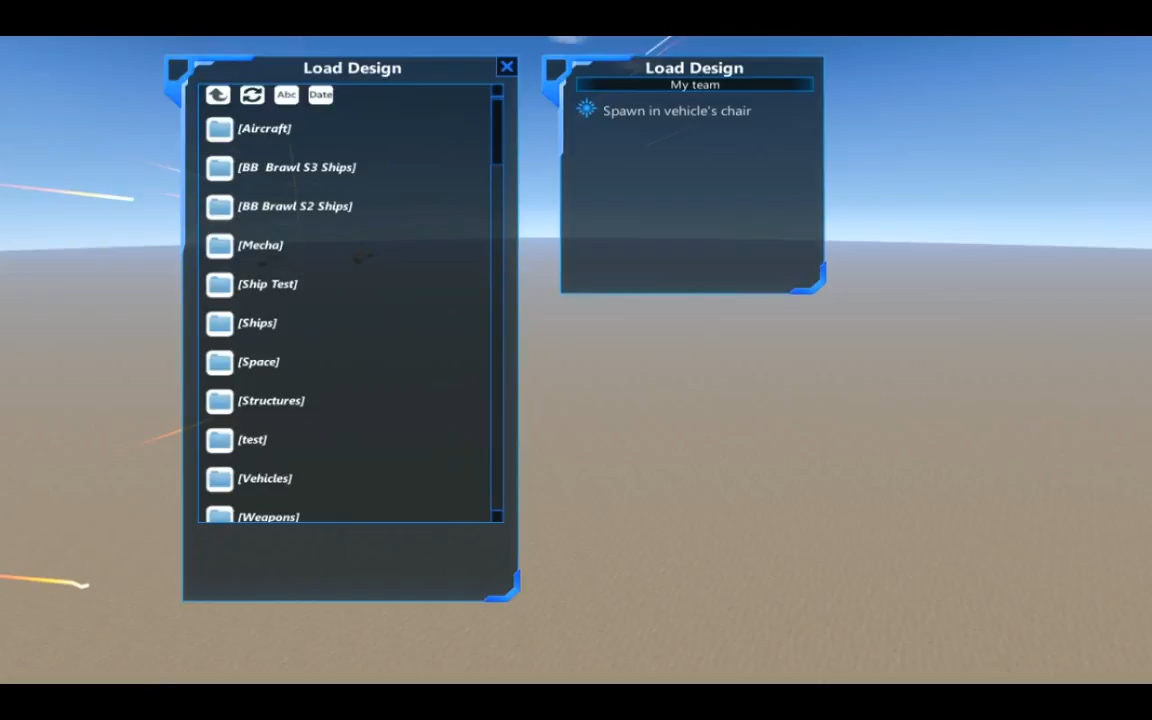 Load Design
Abc
Date
[Aircraft]
[BB Brawl S3 Ships]
[BB Brawl S2 Ships]
[Mecha]
[Ship Test]
[Ships]
[Space]
[Structures]
[test]
[Vehicles]
[Weapons]
Load Design
My team
Spawn in vehicle's chair